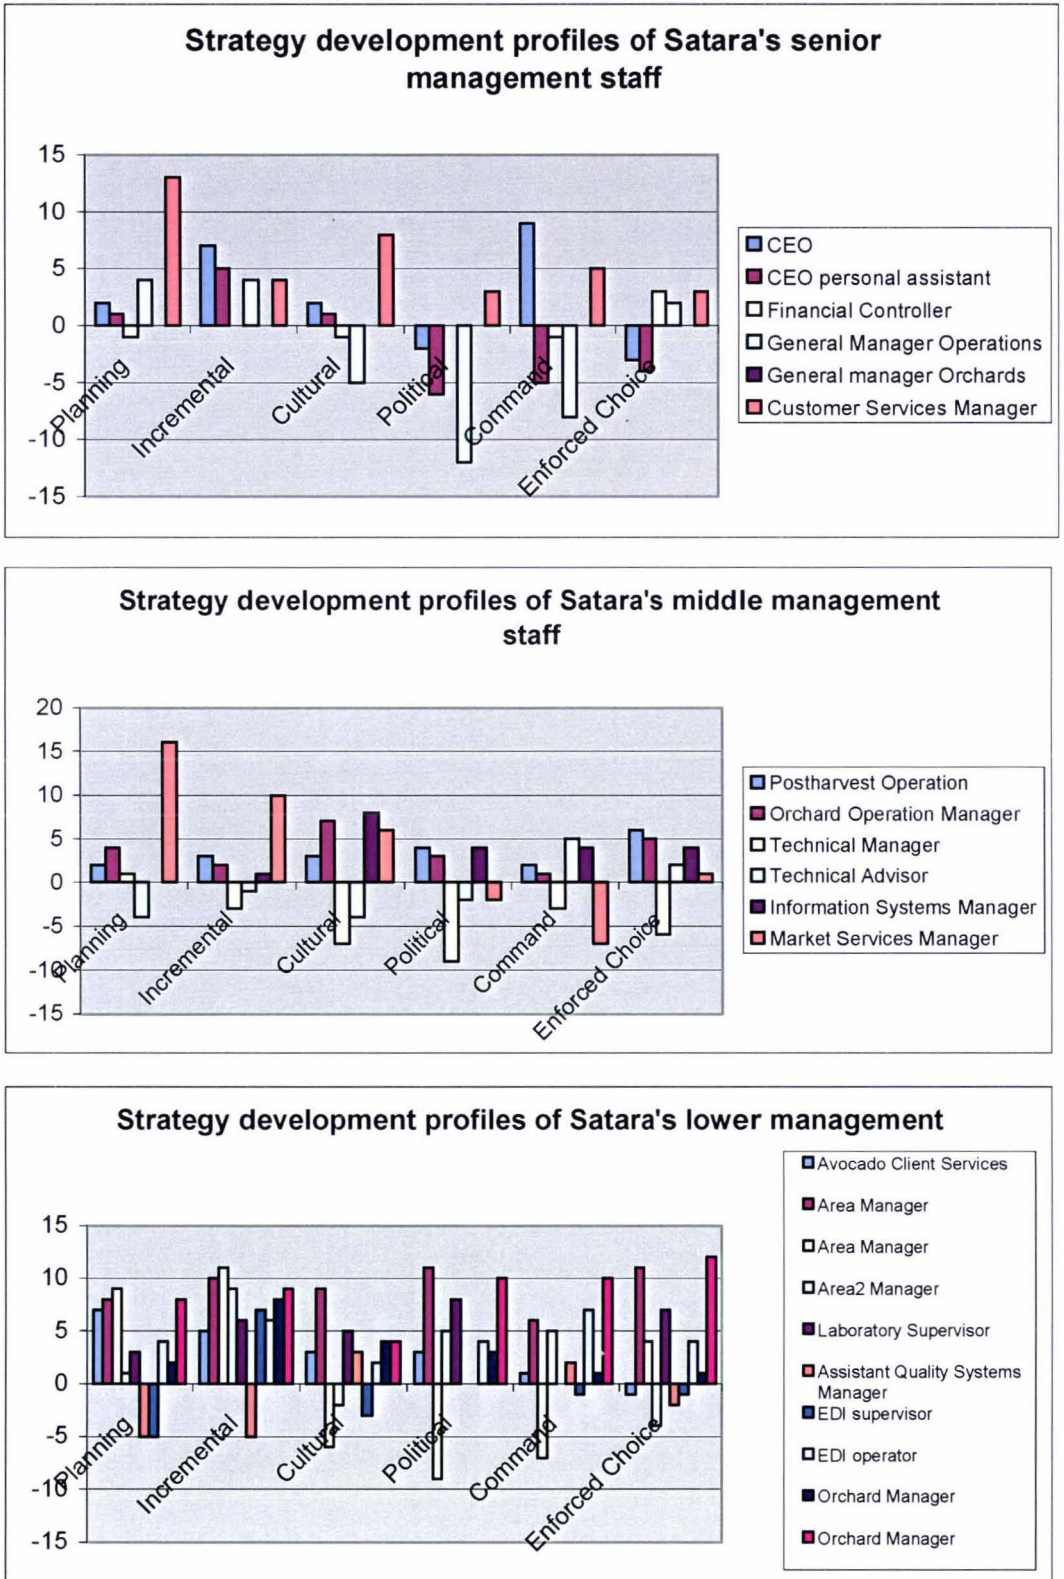 Strategy development profiles of Satara's senior
management staff
15
10
5
0
-5
-10
-15
Planning
Incremental
Cultural
Political
Command
Enforced Choice
CEO
CEO personal assistant
Financial Controller
General Manager Operations
General manager Orchards
Customer Services Manager
Strategy development profiles of Satara's middle management
staff
20
15
10
5
0
-5
-10
-15
Planning
Incremental
Cultural
Political
Command
Enforced Choice
Postharvest Operation
Orchard Operation Manager
Technical Manager
Technical Advisor
Information Systems Manager
Market Services Manager
Strategy development profiles of Satara's lower management
15
10
5
0
-5
-10
-15
Planning
Incremental
Cultural
Political
Command
Enforced Choice
Avocado Client Services
Area Manager
Area Manager
Area2 Manager
Laboratory Supervisor
Assistant Quality Systems
Manager
EDI supervisor
EDI operator
Orchard Manager
Orchard Manager